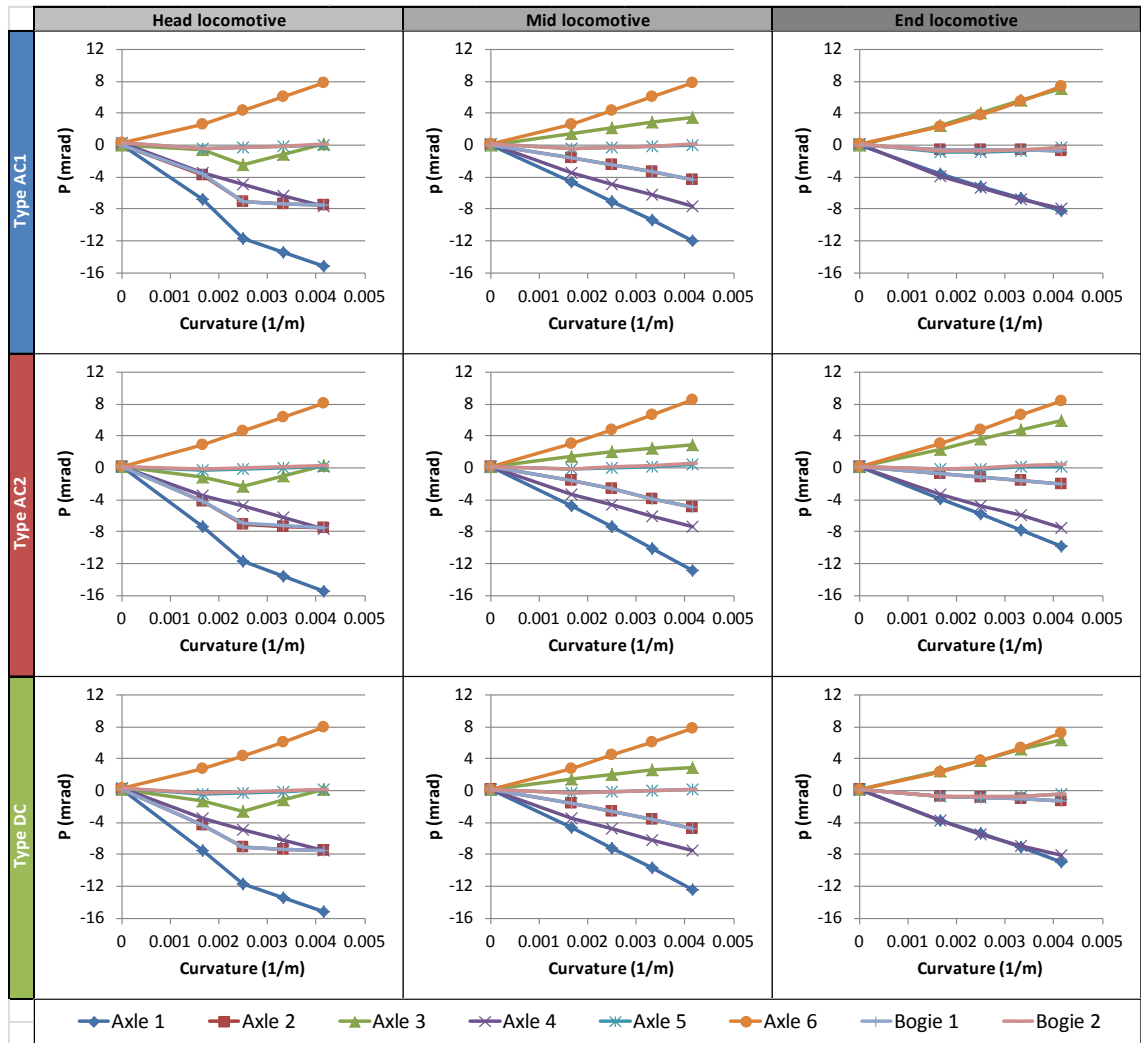 Head locomotive Mid locomotive End locomotive
Type AC1
12 12 12
8 8 8
4 4 4
0 0 0
-4 -4 -4
-8 -8 -8
-12 -12 -12
-16 -16 -16
p (mrad) p (mrad) p (mrad)
0 0.001 0.002 0.003 0.004 0.005 0 0.001 0.002 0.003 0.004 0.005 0 0.001 0.002 0.003 0.004 0.005
Curvature (1/m) Curvature (1/m) Curvature (1/m)
Type AC2
12 12 12
8 8 8
4 4 4
0 0 0
-4 -4 -4
-8 -8 -8
-12 -12 -12
-16 -16 -16
p (mrad) p (mrad) p (mrad)
0 0.001 0.002 0.003 0.004 0.005 0 0.001 0.002 0.003 0.004 0.005 0 0.001 0.002 0.003 0.004 0.005
Curvature (1/m) Curvature (1/m) Curvature (1/m)
Type DC
12 12 12
8 8 8
4 4 4
0 0 0
-4 -4 -4
-8 -8 -8
-12 -12 -12
-16 -16 -16
p (mrad) p (mrad) p (mrad)
0 0.001 0.002 0.003 0.004 0.005 0 0.001 0.002 0.003 0.004 0.005 0 0.001 0.002 0.003 0.004 0.005
Curvature (1/m) Curvature (1/m) Curvature (1/m)
Axle 1 Axle 2 Axle 3 Axle 4 Axle 5 Axle 6 Bogie 1 Bogie 2